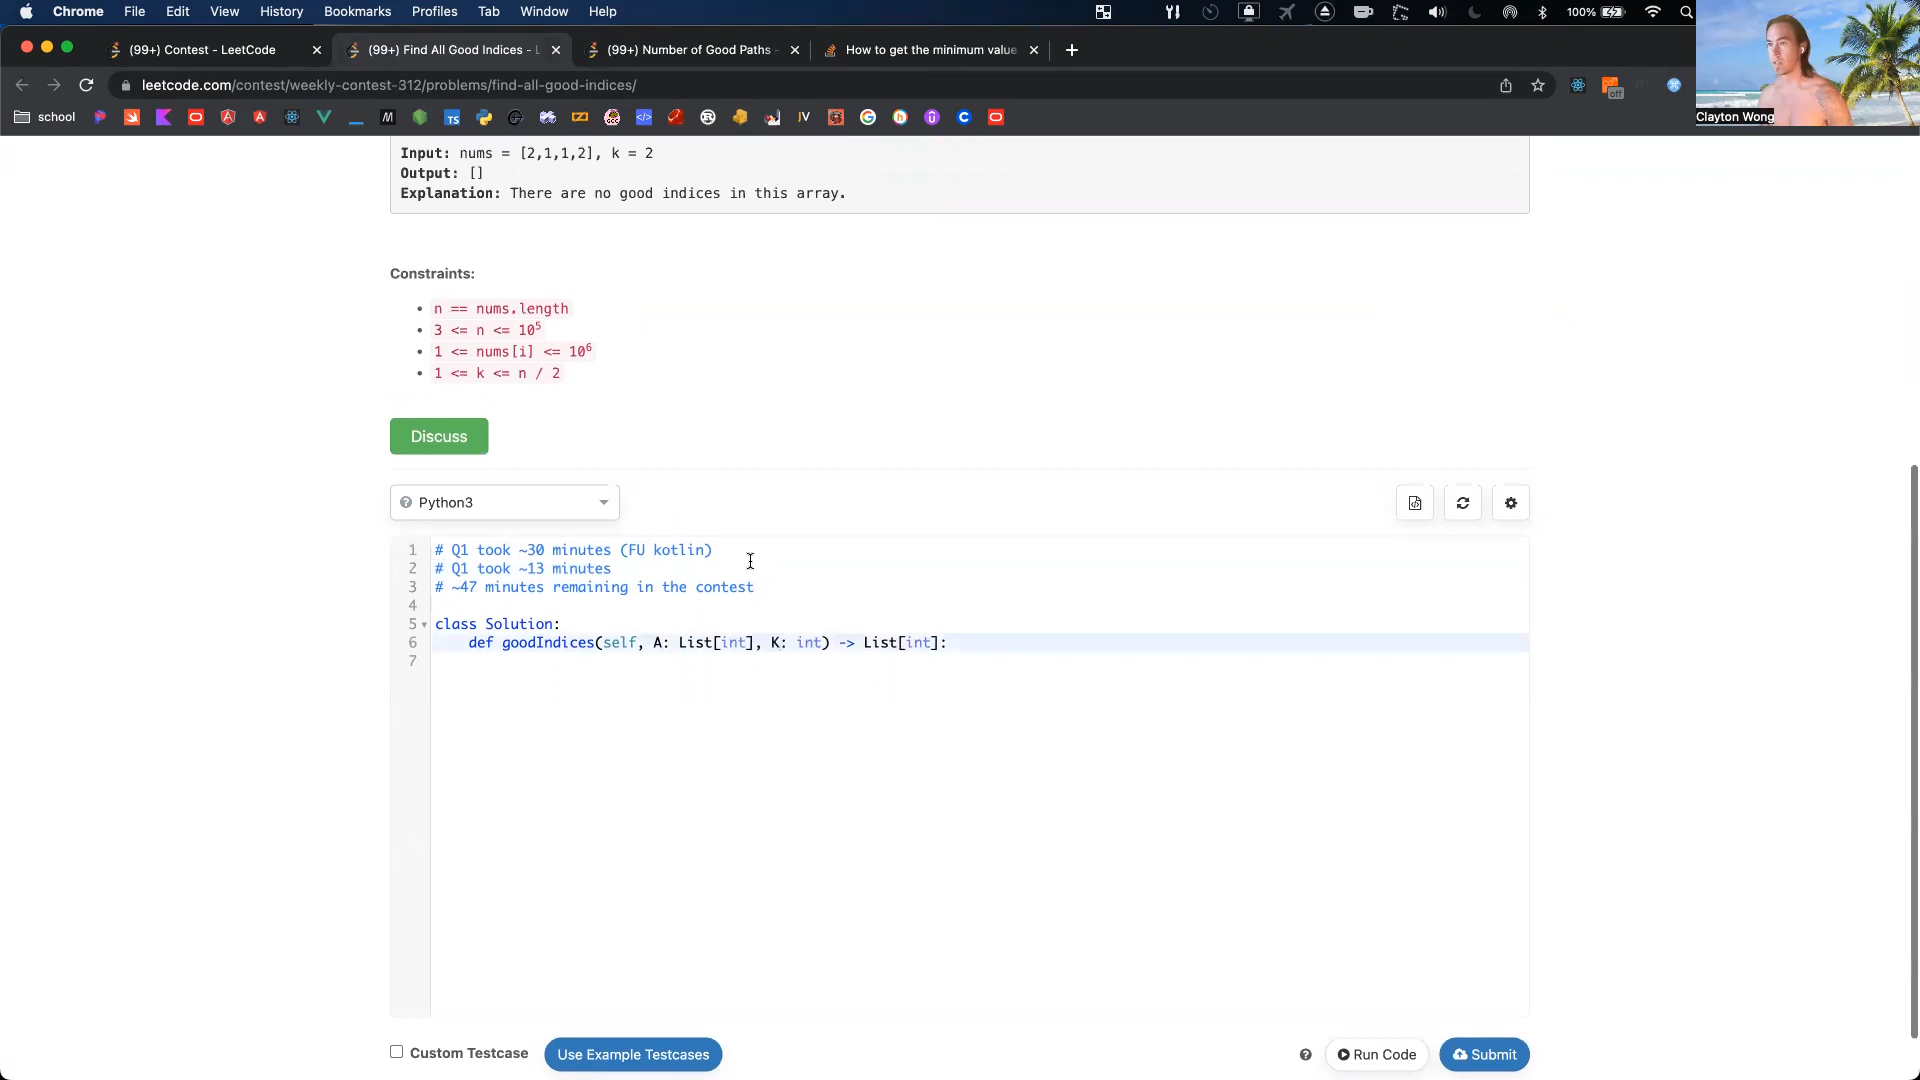 Chrome File Edit View History Bookmarks Profiles Tab Window Help 100%
(99+) Contest - LeetCode (99+) Find All Good Indices - L (99+) Number of Good Paths - How to get the minimum value
leetcode.com/contest/weekly-contest-312/problems/find-all-good-indices/ off
school M TS </> JV G h C
Clayton Wong
Input: nums = [2,1,1,2], k = 2
Output: []
Explanation: There are no good indices in this array.
Constraints:
• n == nums.length
• 3 <= n <= 10⁵
• 1 <= nums[i] <= 10⁶
• 1 <= k <= n / 2
Discuss
Python3
1 # Q1 took ~30 minutes (FU kotlin)
2 # Q1 took ~13 minutes
3 # ~47 minutes remaining in the contest
4
5 class Solution:
6 def goodIndices(self, A: List[int], K: int) -> List[int]:
7
Custom Testcase Use Example Testcases Run Code Submit